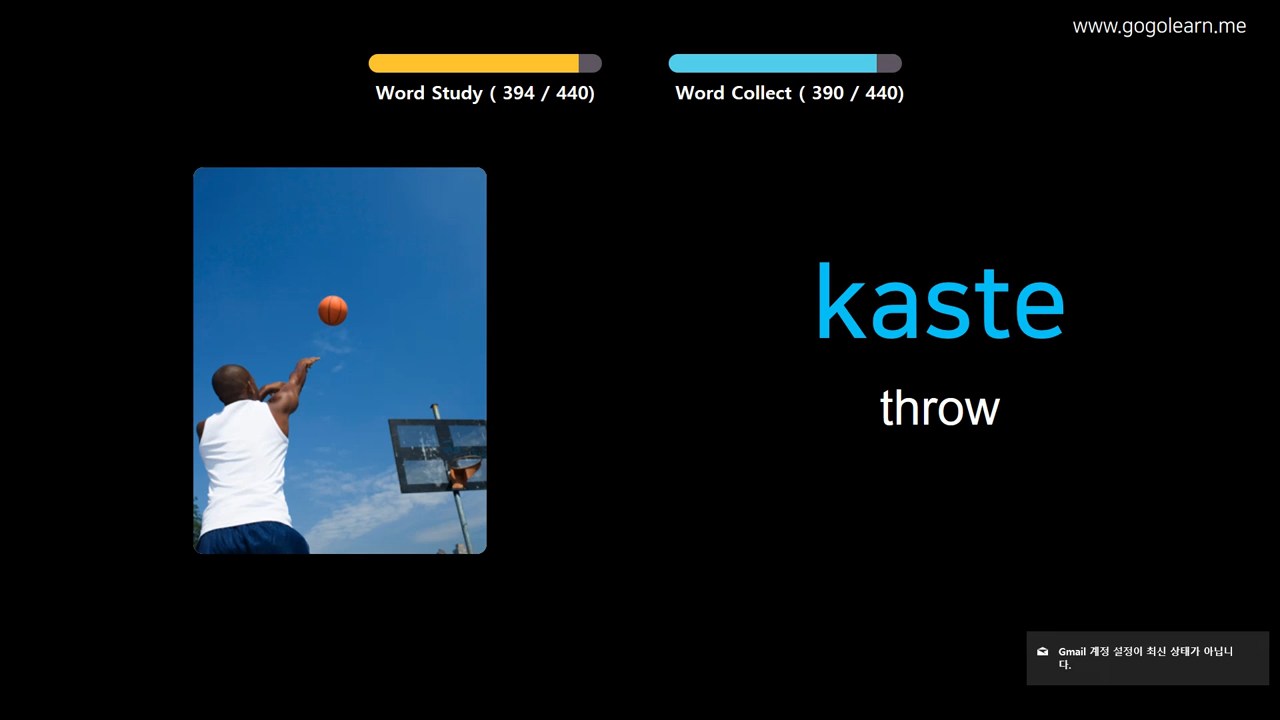 www.gogolearn.me
Word Study ( 394 / 440)
Word Collect ( 390 / 440)
kaste
throw
Gmail 계정 설정이 최신 상태가 아닙니
다.